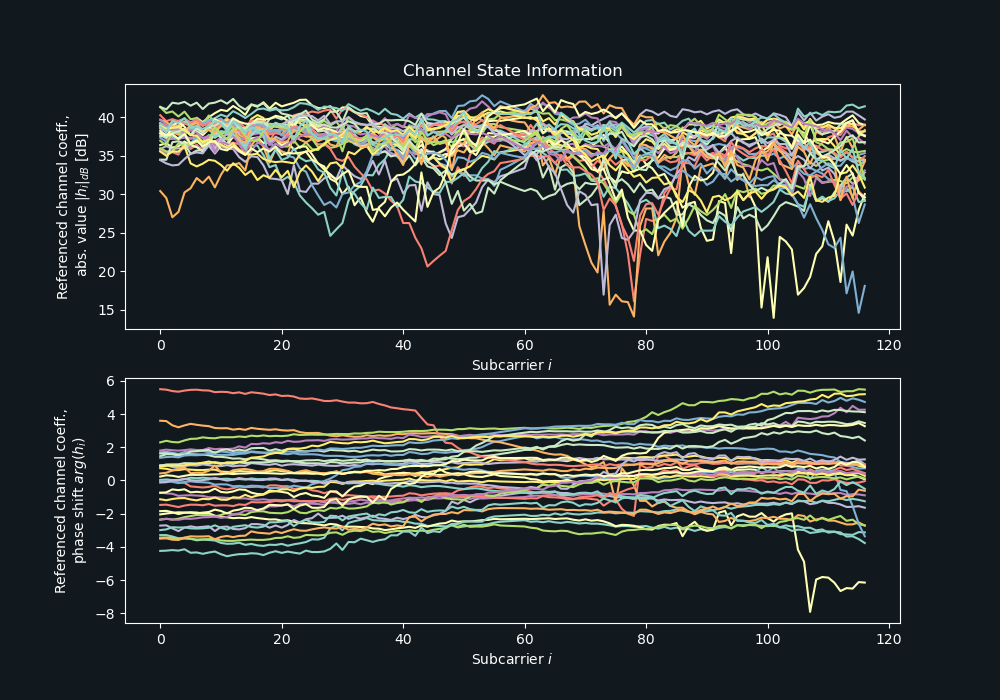 Channel State Information
Referenced channel coeff.,
abs. value |h_i|_dB [dB]
40
35
30
25
20
15
0 20 40 60 80 100 120
Subcarrier i
Referenced channel coeff.,
phase shift arg(h_i)
6
4
2
0
−2
−4
−6
−8
0 20 40 60 80 100 120
Subcarrier i